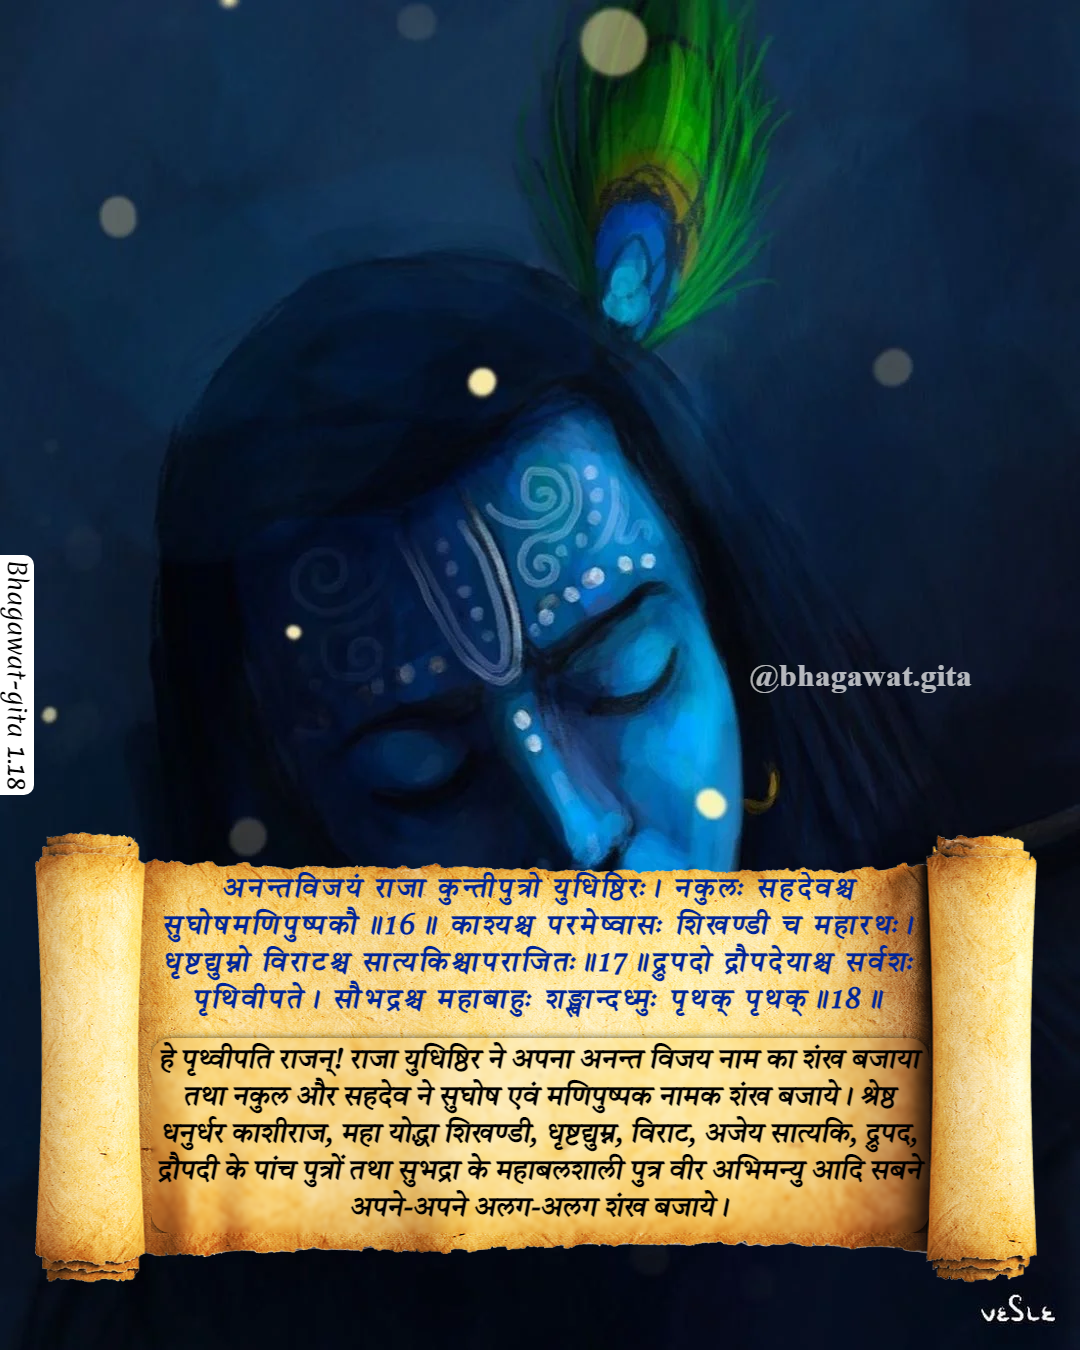 Bhagawat-gita 1.18
@bhagawat.gita
अनन्तविजयं राजा कुन्तीपुत्रो युधिष्ठिरः। नकुलः सहदेवश्च
सुघोषमणिपुष्पकौ ॥16॥ काश्यश्च परमेष्वासः शिखण्डी च महारथः।
धृष्टद्युम्नो विराटश्च सात्यकिश्चापराजितः॥17॥द्रुपदो द्रौपदेयाश्च सर्वशः
पृथिवीपते। सौभद्रश्च महाबाहुः शङ्खान्दध्मुः पृथक् पृथक्॥18॥
हे पृथ्वीपति राजन्! राजा युधिष्ठिर ने अपना अनन्त विजय नाम का शंख बजाया
तथा नकुल और सहदेव ने सुघोष एवं मणिपुष्पक नामक शंख बजाये। श्रेष्ठ
धनुर्धर काशीराज, महा योद्धा शिखण्डी, धृष्टद्युम्न, विराट, अजेय सात्यकि, द्रुपद,
द्रौपदी के पांच पुत्रों तथा सुभद्रा के महाबलशाली पुत्र वीर अभिमन्यु आदि सबने
अपने-अपने अलग-अलग शंख बजाये।
VESLE